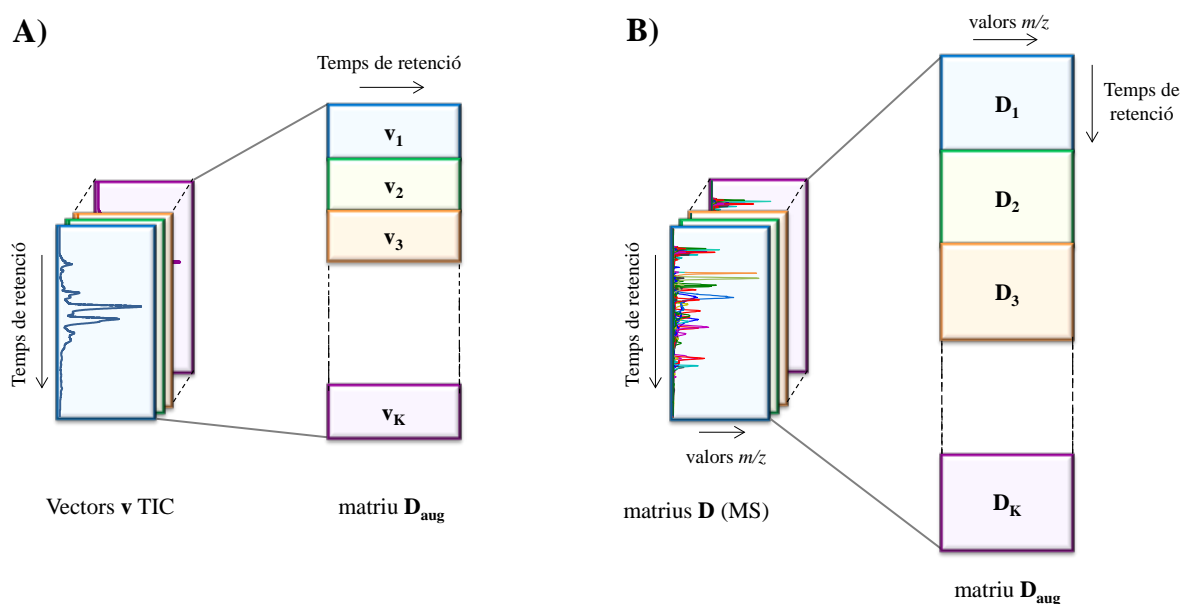 A)
Temps de retenció
v1
v2
v3
vK
Temps de retenció
Vectors v TIC
matriu Daug
B)
valors m/z
Temps de
retenció
D1
D2
D3
DK
Temps de retenció
valors m/z
matrius D (MS)
matriu Daug